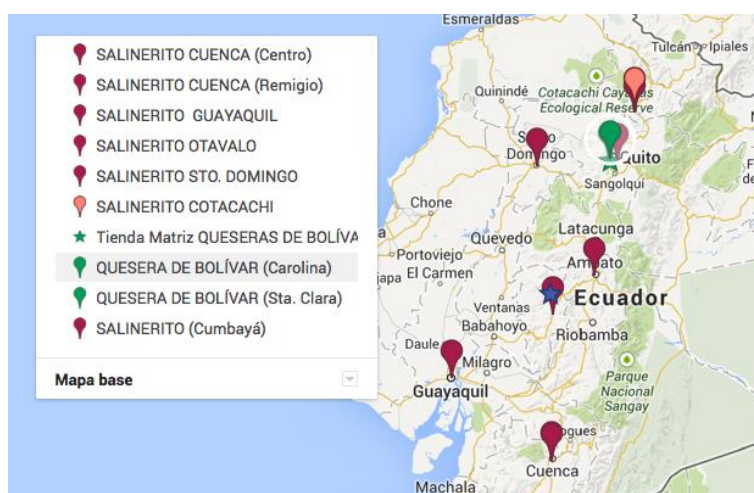 SALINERITO CUENCA (Centro)
SALINERITO CUENCA (Remigio)
SALINERITO GUAYAQUIL
SALINERITO OTAVALO
SALINERITO STO. DOMINGO
SALINERITO COTACACHI
Tienda Matriz QUESERAS DE BOLÍVA
QUESERA DE BOLÍVAR (Carolina)
QUESERA DE BOLÍVAR (Sta. Clara)
SALINERITO (Cumbayá)
Mapa base
Esmeraldas
Tulcán
Ipiales
Quinindé
Cotacachi
Ecological Reserve
Domingo
Quito
Sangolquí
Chone
Latacunga
Quevedo
Portoviejo
El Carmen
Ecuador
Ventanas
Babahoyo
Riobamba
Daule
Milagro
Guayaquil
Parque
Nacional
Sangay
Cuenca
Machala